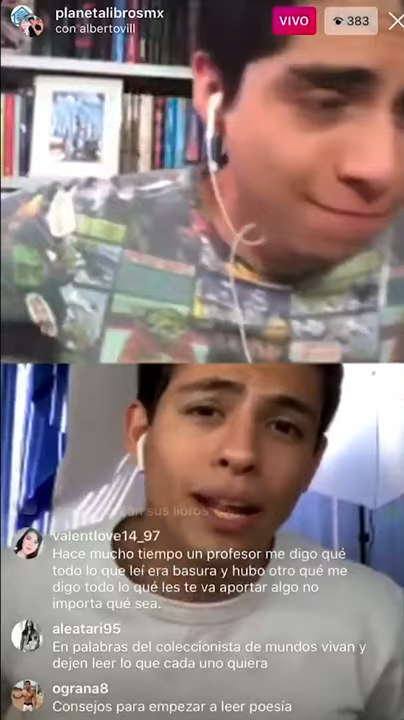 planetalibrosmx
con albertovill
VIVO
383
sus libros
valentlove14_97
Hace mucho tiempo un profesor me digo qué
todo lo que leí era basura y hubo otro qué me
digo todo lo qué les te va aportar algo no
importa qué sea.
aleatari95
En palabras del coleccionista de mundos vivan y
dejen leer lo que cada uno quiera
ograna8
Consejos para empezar a leer poesía